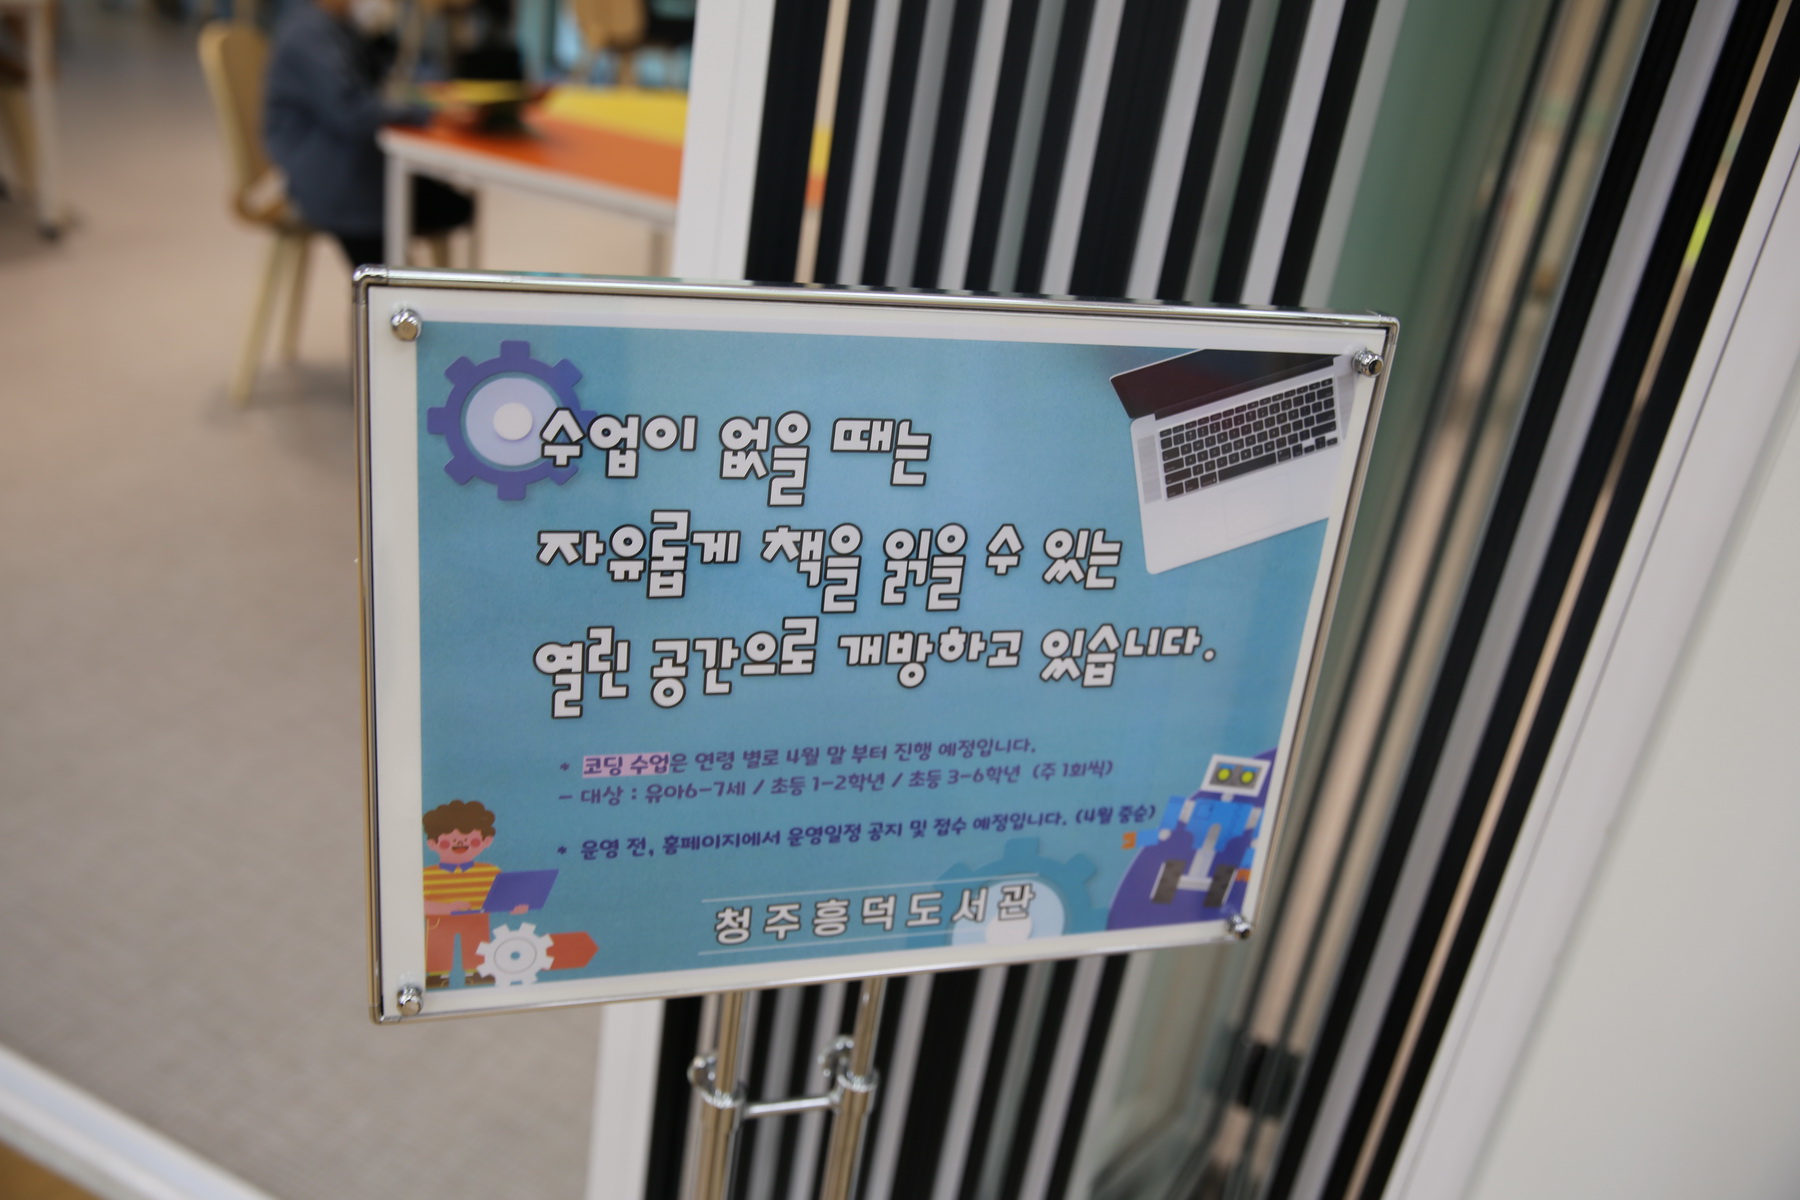 수업이 없을 때는
자유롭게 책을 읽을 수 있는
열린 공간으로 개방하고 있습니다.
* 코딩 수업은 연령 별로 4월 말 부터 진행 예정입니다.
- 대상 : 유아6-7세 / 초등 1-2학년 / 초등 3-6학년 (주 1회씩)
* 운영 전, 홈페이지에서 운영일정 공지 및 접수 예정입니다. (4월 중순)
청주흥덕도서관